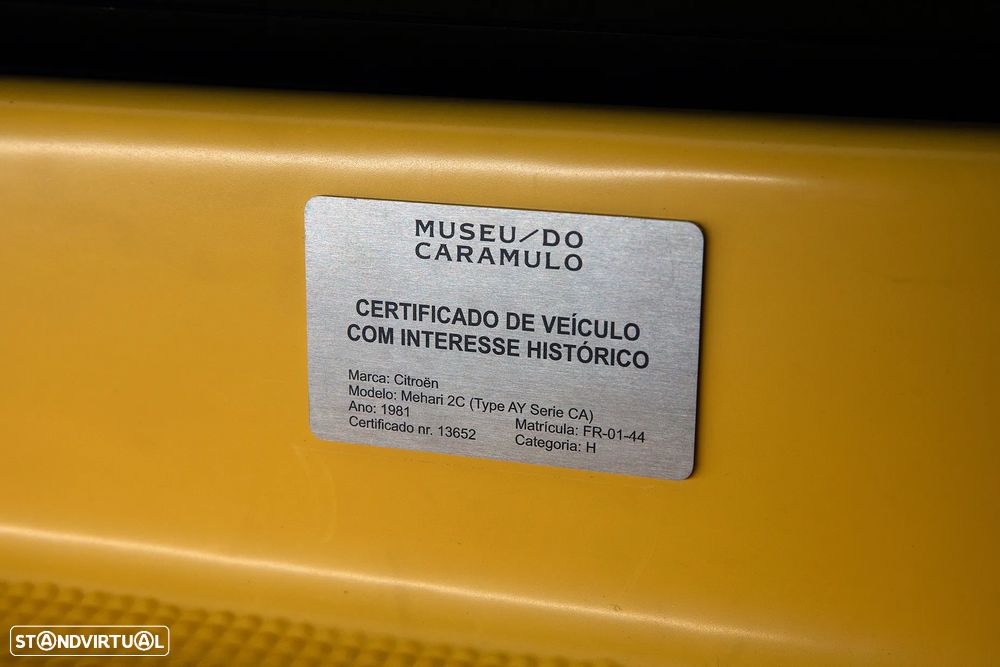 MUSEU/DO
CARAMULO
CERTIFICADO DE VEÍCULO
COM INTERESSE HISTÓRICO
Marca: Citroën
Modelo: Mehari 2C (Type AY Serie CA)
Ano: 1981 Matrícula: FR-01-44
Certificado nr. 13652 Categoria: H
STANDVIRTUAL